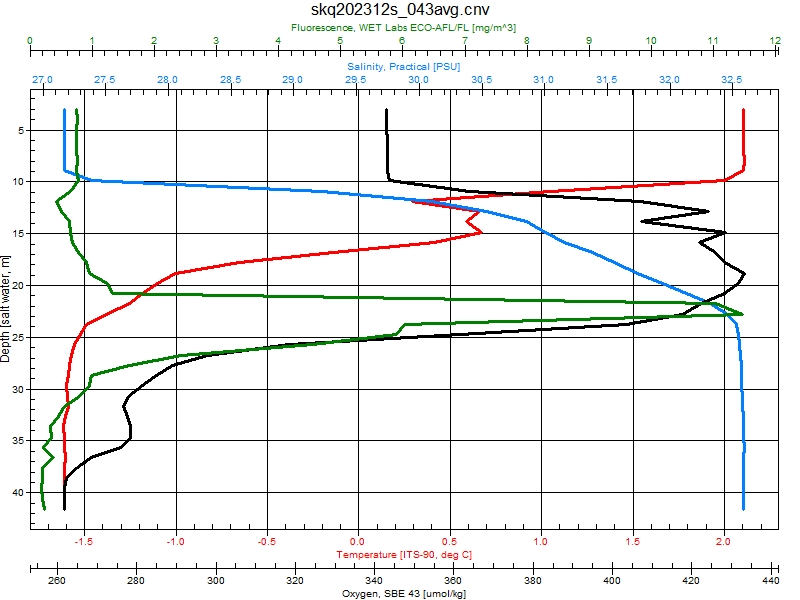 skq202312s_043avg.cnv
Fluorescence, WET Labs ECO-AFL/FL [mg/m^3]
0 1 2 3 4 5 6 7 8 9 10 11 12
Salinity, Practical [PSU]
27.0 27.5 28.0 28.5 29.0 29.5 30.0 30.5 31.0 31.5 32.0 32.5
Depth [salt water, m]
5
10
15
20
25
30
35
40
-1.5 -1.0 -0.5 0.0 0.5 1.0 1.5 2.0
Temperature [ITS-90, deg C]
260 280 300 320 340 360 380 400 420 440
Oxygen, SBE 43 [umol/kg]